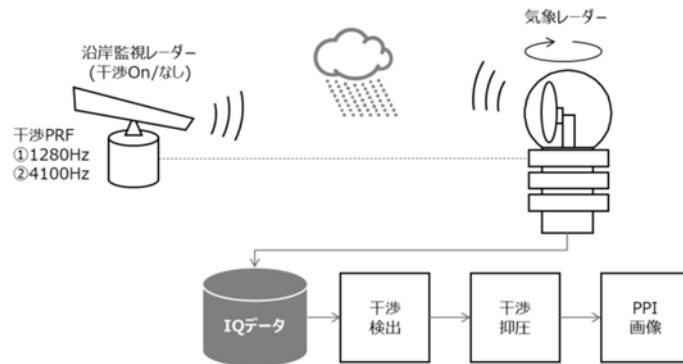 気象レーダー
沿岸監視レーダー
(干渉On/なし)
干渉PRF
①1280Hz
②4100Hz
IQデータ
干渉
検出
干渉
抑圧
PPI
画像